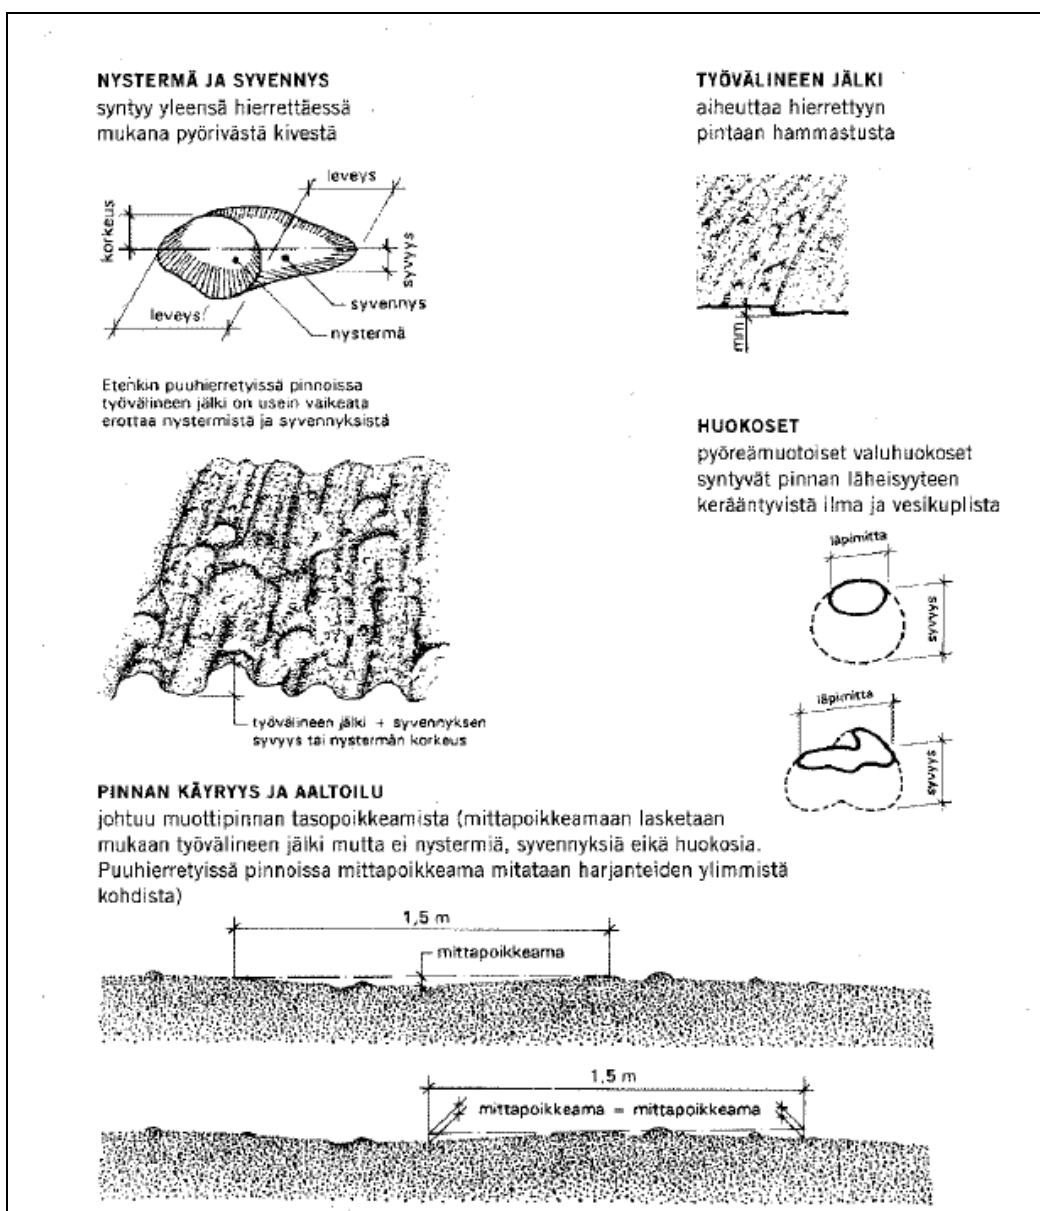 NYSTERMÄ JA SYVENNYS
syntyy yleensä hierrettäessä
mukana pyörivästä kivestä
leveys
korkeus
syvyys
syvennys
leveys
nystermä
Etenkin puuhierretyissä pinnoissa
työvälineen jälki on usein vaikeata
erottaa nystermistä ja syvennyksistä
työvälineen jälki + syvennyksen
syvyys tai nystermän korkeus
TYÖVÄLINEEN JÄLKI
aiheuttaa hierrettyyn
pintaan hammastusta
mm
HUOKOSET
pyöreämuotoiset valuhuokoset
syntyvät pinnan läheisyyteen
kerääntyvistä ilma ja vesikuplista
läpimitta
syvyys
läpimitta
syvyys
PINNAN KÄYRYYS JA AALTOILU
johtuu muottipinnan tasopoikkeamista (mittapoikkeamaan lasketaan
mukaan työvälineen jälki mutta ei nystermiä, syvennyksiä eikä huokosia.
Puuhierretyissä pinnoissa mittapoikkeama mitataan harjanteiden ylimmistä
kohdista)
1,5 m
mittapoikkeama
1,5 m
mittapoikkeama = mittapoikkeama